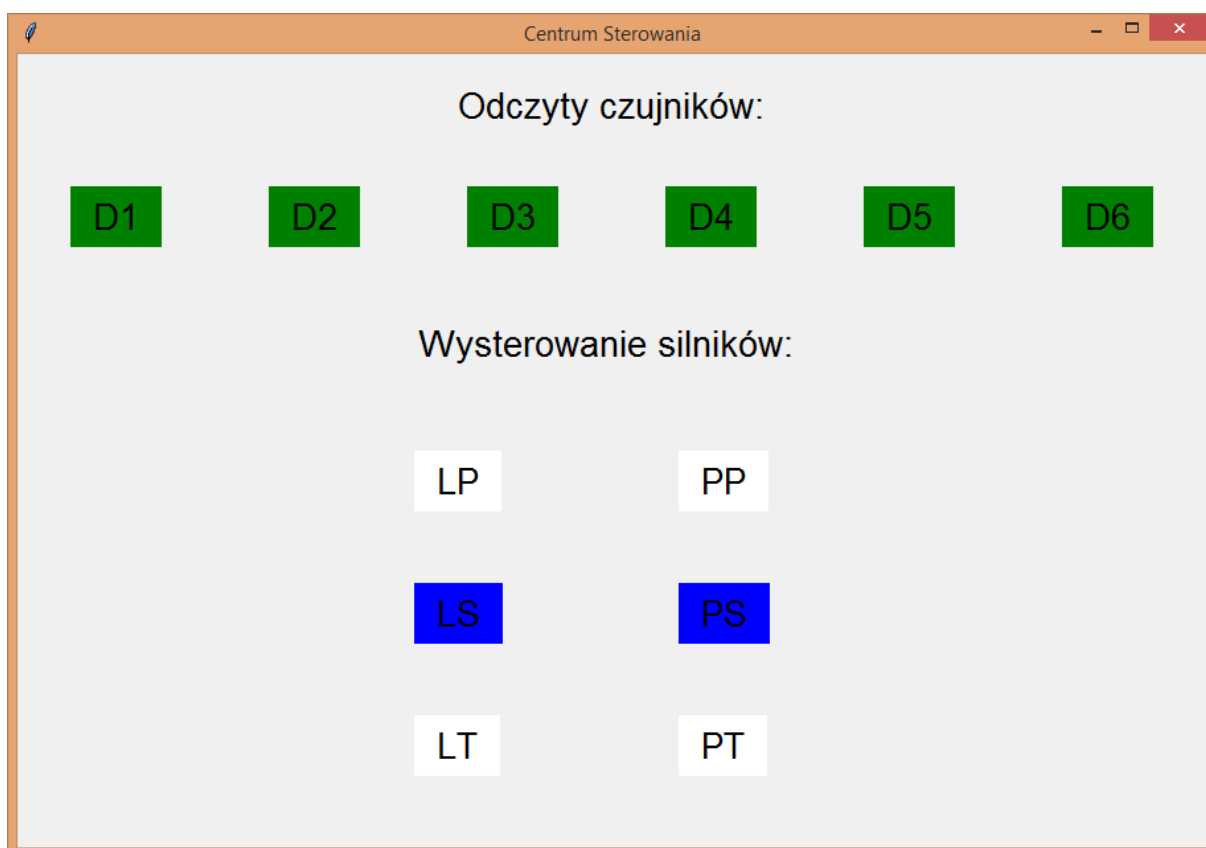 Centrum Sterowania
Odczyty czujników:
D1 D2 D3 D4 D5 D6
Wysterowanie silników:
LP PP
LS PS
LT PT